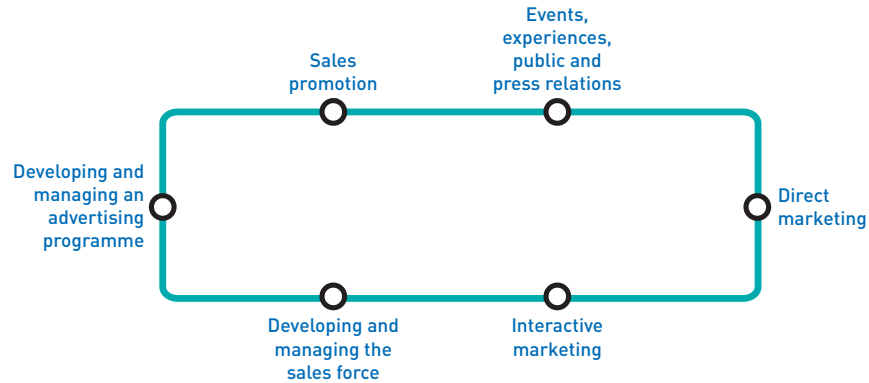 Events,
experiences,
public and
press relations
Sales
promotion
Developing and
managing an
advertising
programme
Direct
marketing
Developing and
managing the
sales force
Interactive
marketing